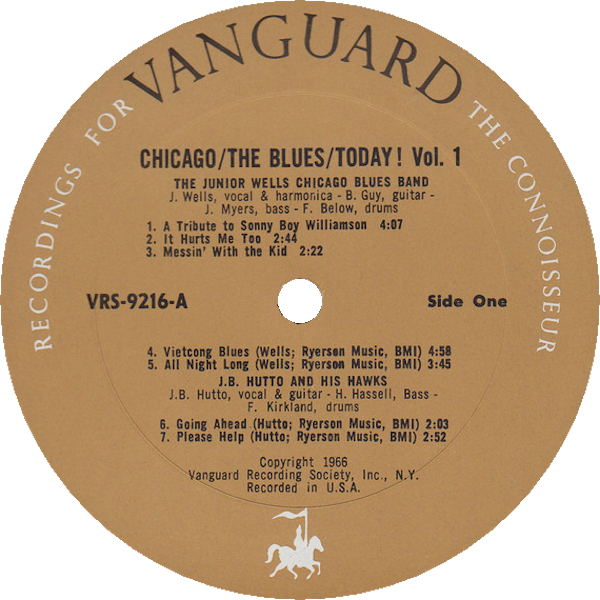 RECORDINGS FOR VANGUARD THE CONNOISSEUR
CHICAGO/THE BLUES/TODAY! Vol. 1
THE JUNIOR WELLS CHICAGO BLUES BAND
J. Wells, vocal & harmonica - B. Guy, guitar -
J. Myers, bass - F. Below, drums
1. A Tribute to Sonny Boy Williamson 4:07
2. It Hurts Me Too 2:44
3. Messin' With the Kid 2:22
VRS-9216-A
Side One
4. Vietcong Blues (Wells; Ryerson Music, BMI) 4:58
5. All Night Long (Wells; Ryerson Music, BMI) 3:45
J.B. HUTTO AND HIS HAWKS
J.B. Hutto, vocal & guitar - H. Hassell, Bass -
F. Kirkland, drums
6. Going Ahead (Hutto; Ryerson Music, BMI) 2:03
7. Please Help (Hutto; Ryerson Music, BMI) 2:52
Copyright 1966
Vanguard Recording Society, Inc., N.Y.
Recorded in U.S.A.